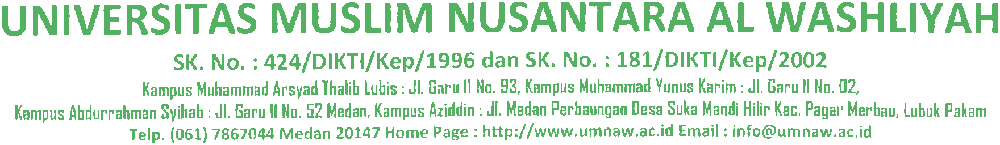 UNIVERSITAS MUSLIM NUSANTARA AL WASHLIYAH
SK. No. : 424/DIKTI/Kep/1996 dan SK. No. : 181/DIKTI/Kep/2002
Kampus Muhammad Arsyad Thalib Lubis : Jl. Garu II No. 93, Kampus Muhammad Yunus Karim : Jl. Garu II No. 02,
Kampus Abdurrahman Syihab : Jl. Garu II No. 52 Medan, Kampus Aziddin : Jl. Medan Perbaungan Desa Suka Mandi Hilir Kec. Pagar Merbau, Lubuk Pakam
Telp. (061) 7867044 Medan 20147 Home Page : http://www.umnaw.ac.id Email : info@umnaw.ac.id